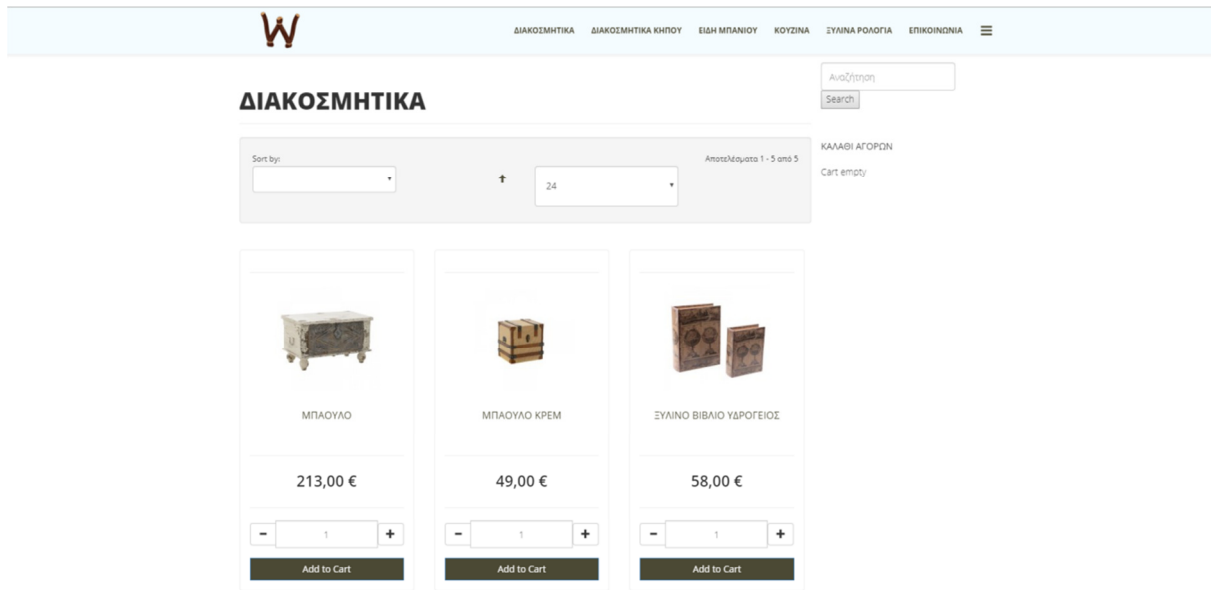 W
ΔΙΑΚΟΣΜΗΤΙΚΑ ΔΙΑΚΟΣΜΗΤΙΚΑ ΚΗΠΟΥ ΕΙΔΗ ΜΠΑΝΙΟΥ ΚΟΥΖΙΝΑ ΞΥΛΙΝΑ ΡΟΛΟΓΙΑ ΕΠΙΚΟΙΝΩΝΙΑ
Αναζήτηση
Search
ΔΙΑΚΟΣΜΗΤΙΚΑ
Sort by:
Αποτελέσματα 1 - 5 από 5
24
ΚΑΛΑΘΙ ΑΓΟΡΩΝ
Cart empty
ΜΠΑΟΥΛΟ ΜΠΑΟΥΛΟ ΚΡΕΜ ΞΥΛΙΝΟ ΒΙΒΛΙΟ ΥΔΡΟΓΕΙΟΣ
213,00 € 49,00 € 58,00 €
- 1 + - 1 + - 1 +
Add to Cart Add to Cart Add to Cart